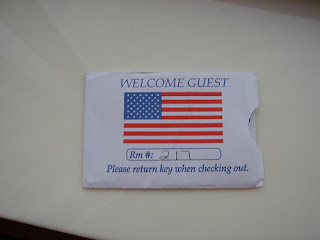 WELCOME GUEST
Rm #: 217
Please return key when checking out.